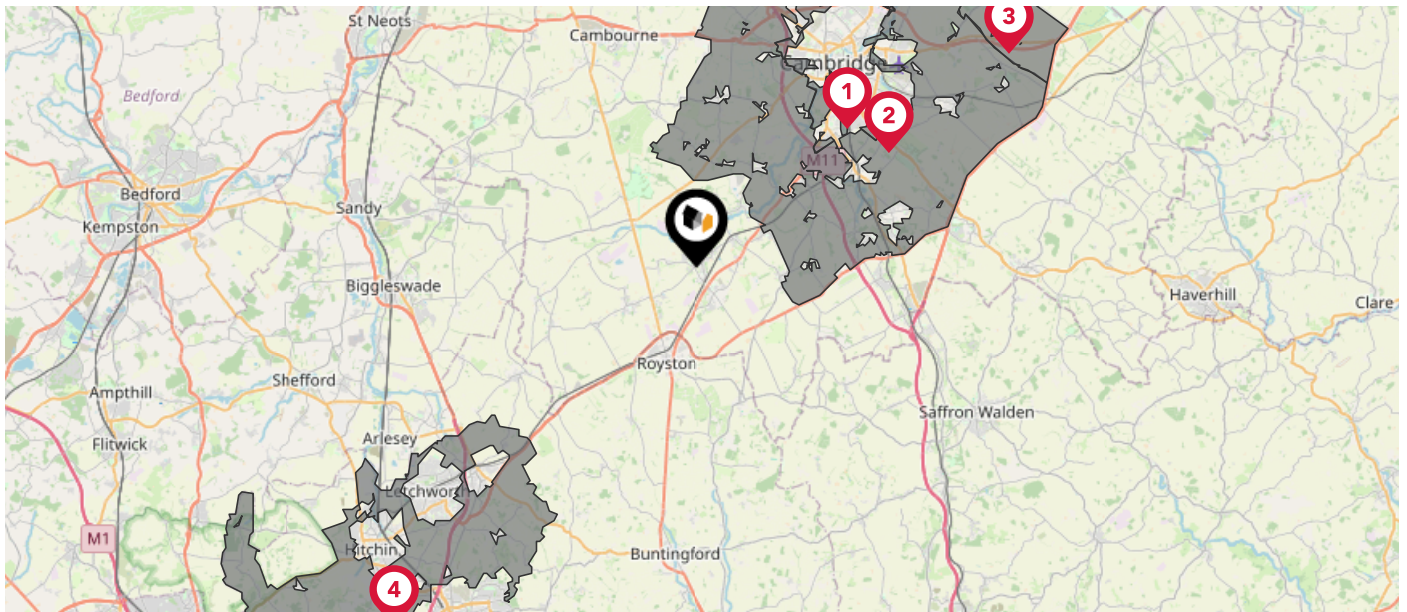 St Neots
Cambourne
3
Cambridge
Bedford
1
2
M11
Bedford
Sandy
Kempston
Biggleswade
Haverhill
Clare
Royston
Shefford
Ampthill
Saffron Walden
Arlesey
Flitwick
Letchworth
M1
Hitchin
Buntingford
4